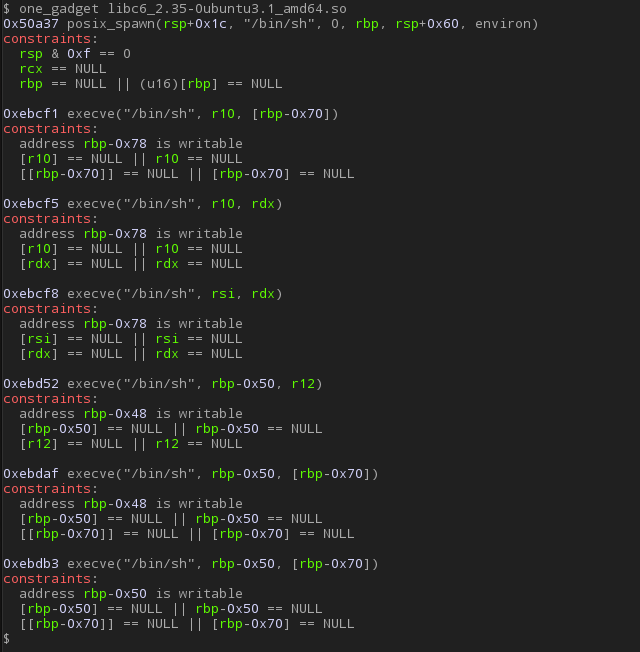 $ one_gadget libc6_2.35-0ubuntu3.1_amd64.so
0x50a37 posix_spawn(rsp+0x1c, "/bin/sh", 0, rbp, rsp+0x60, environ)
constraints:
  rsp & 0xf == 0
  rcx == NULL
  rbp == NULL || (u16)[rbp] == NULL

0xebcf1 execve("/bin/sh", r10, [rbp-0x70])
constraints:
  address rbp-0x78 is writable
  [r10] == NULL || r10 == NULL
  [[rbp-0x70]] == NULL || [rbp-0x70] == NULL

0xebcf5 execve("/bin/sh", r10, rdx)
constraints:
  address rbp-0x78 is writable
  [r10] == NULL || r10 == NULL
  [rdx] == NULL || rdx == NULL

0xebcf8 execve("/bin/sh", rsi, rdx)
constraints:
  address rbp-0x78 is writable
  [rsi] == NULL || rsi == NULL
  [rdx] == NULL || rdx == NULL

0xebd52 execve("/bin/sh", rbp-0x50, r12)
constraints:
  address rbp-0x48 is writable
  [rbp-0x50] == NULL || rbp-0x50 == NULL
  [r12] == NULL || r12 == NULL

0xebdaf execve("/bin/sh", rbp-0x50, [rbp-0x70])
constraints:
  address rbp-0x48 is writable
  [rbp-0x50] == NULL || rbp-0x50 == NULL
  [[rbp-0x70]] == NULL || [rbp-0x70] == NULL

0xebdb3 execve("/bin/sh", rbp-0x50, [rbp-0x70])
constraints:
  address rbp-0x50 is writable
  [rbp-0x50] == NULL || rbp-0x50 == NULL
  [[rbp-0x70]] == NULL || [rbp-0x70] == NULL
$